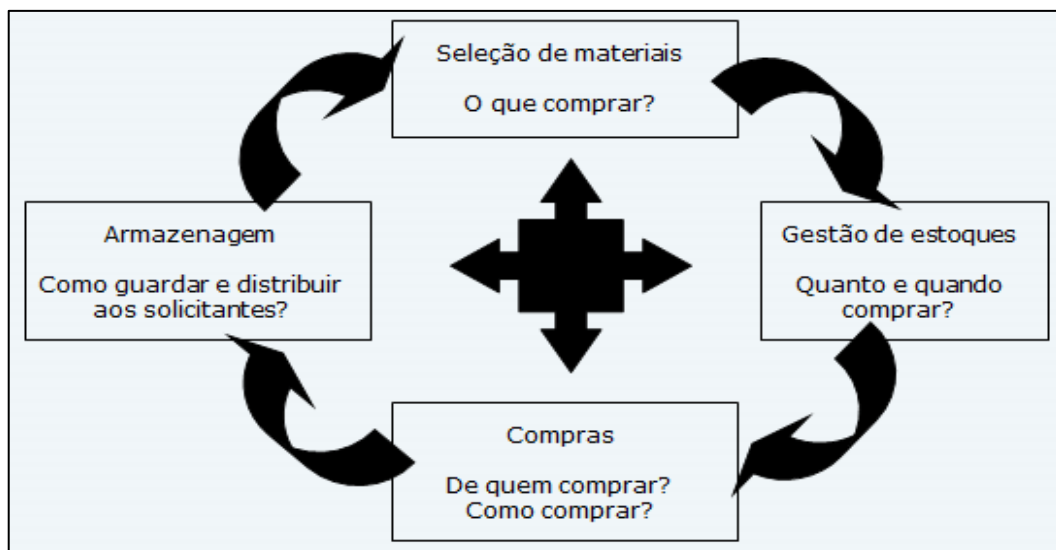 Seleção de materiais
O que comprar?
Armazenagem
Como guardar e distribuir
aos solicitantes?
Gestão de estoques
Quanto e quando
comprar?
Compras
De quem comprar?
Como comprar?